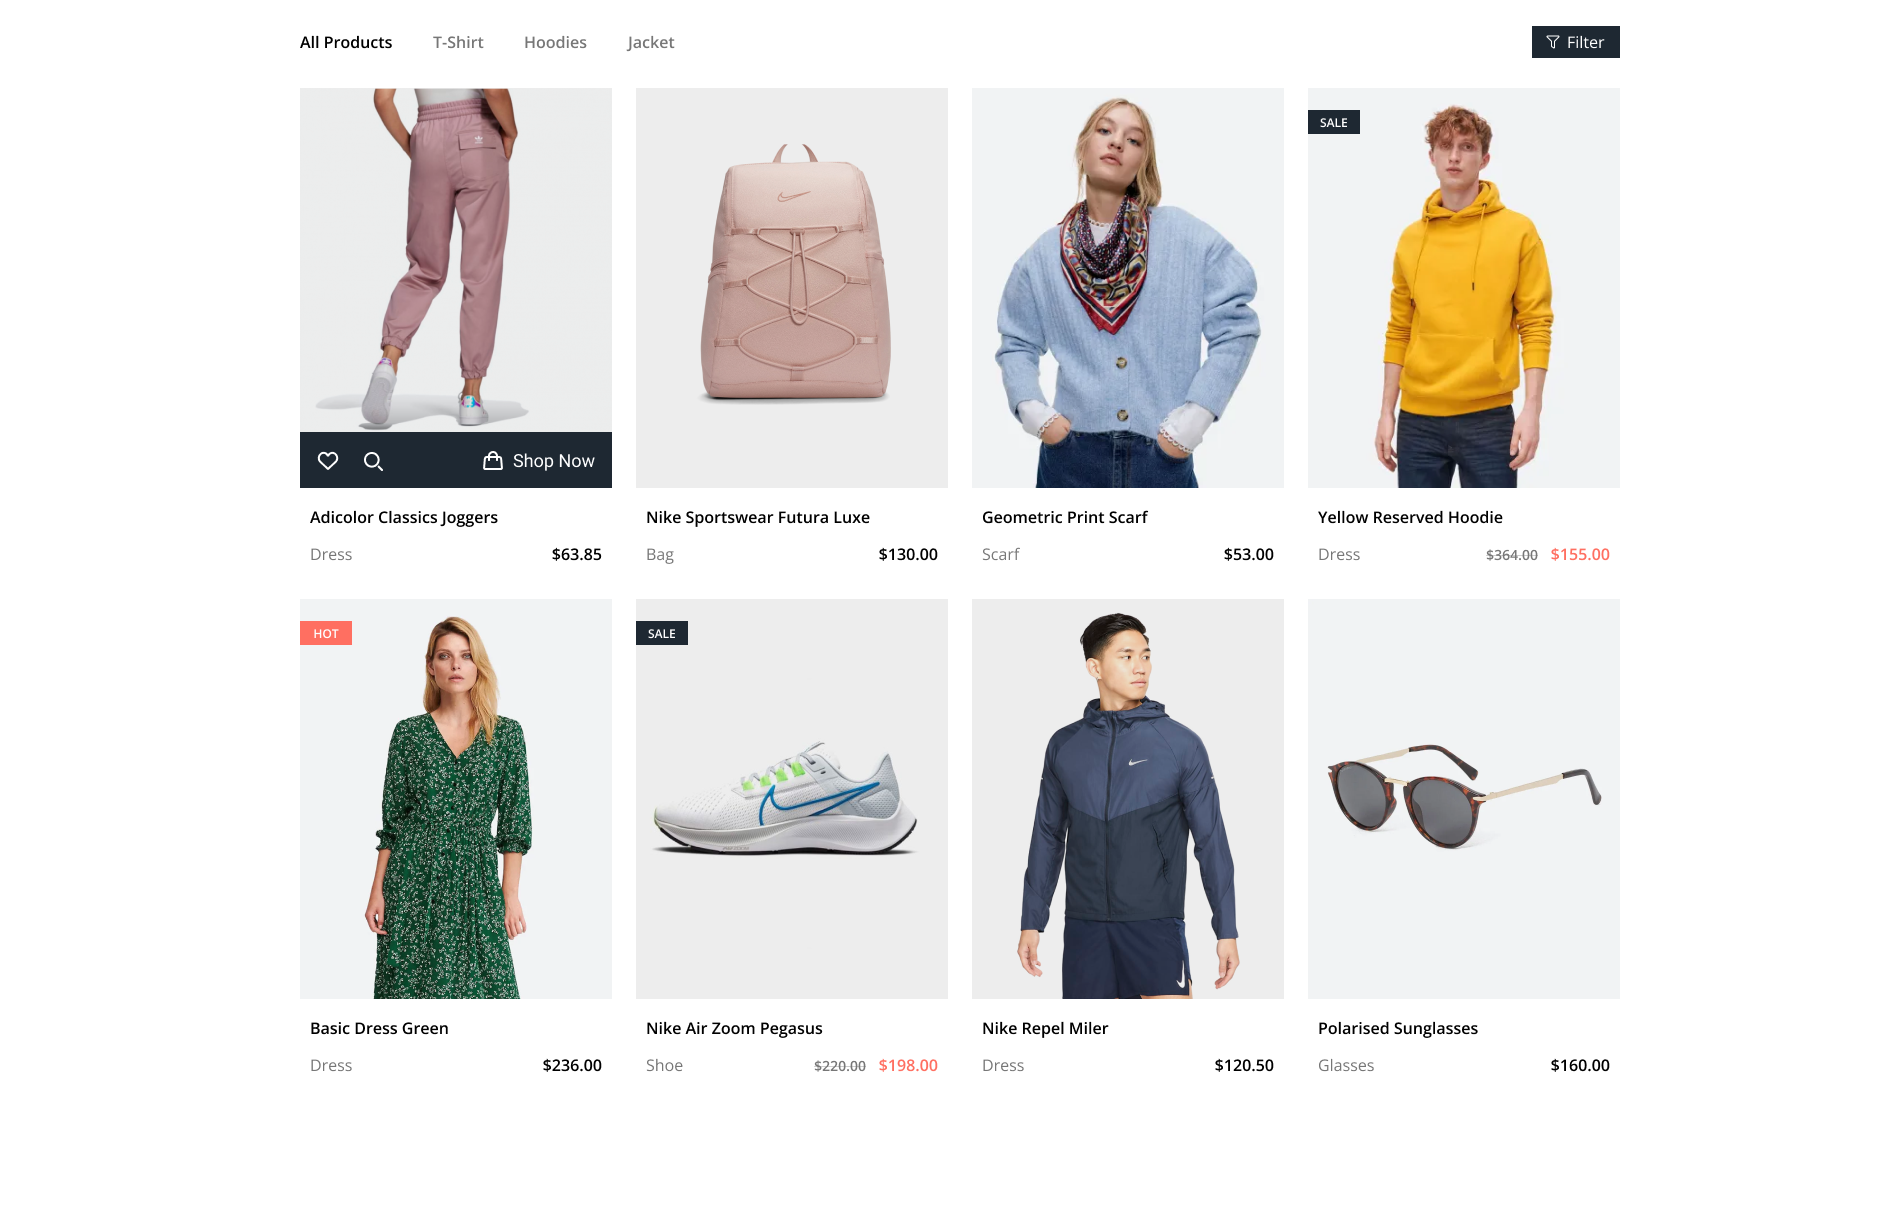 All Products
T-Shirt
Hoodies
Jacket
Filter
SALE
Shop Now
Adicolor Classics Joggers
Dress
$63.85
Nike Sportswear Futura Luxe
Bag
$130.00
Geometric Print Scarf
Scarf
$53.00
Yellow Reserved Hoodie
Dress
$364.00 $155.00
HOT
SALE
Basic Dress Green
Dress
$236.00
Nike Air Zoom Pegasus
Shoe
$220.00 $198.00
Nike Repel Miler
Dress
$120.50
Polarised Sunglasses
Glasses
$160.00